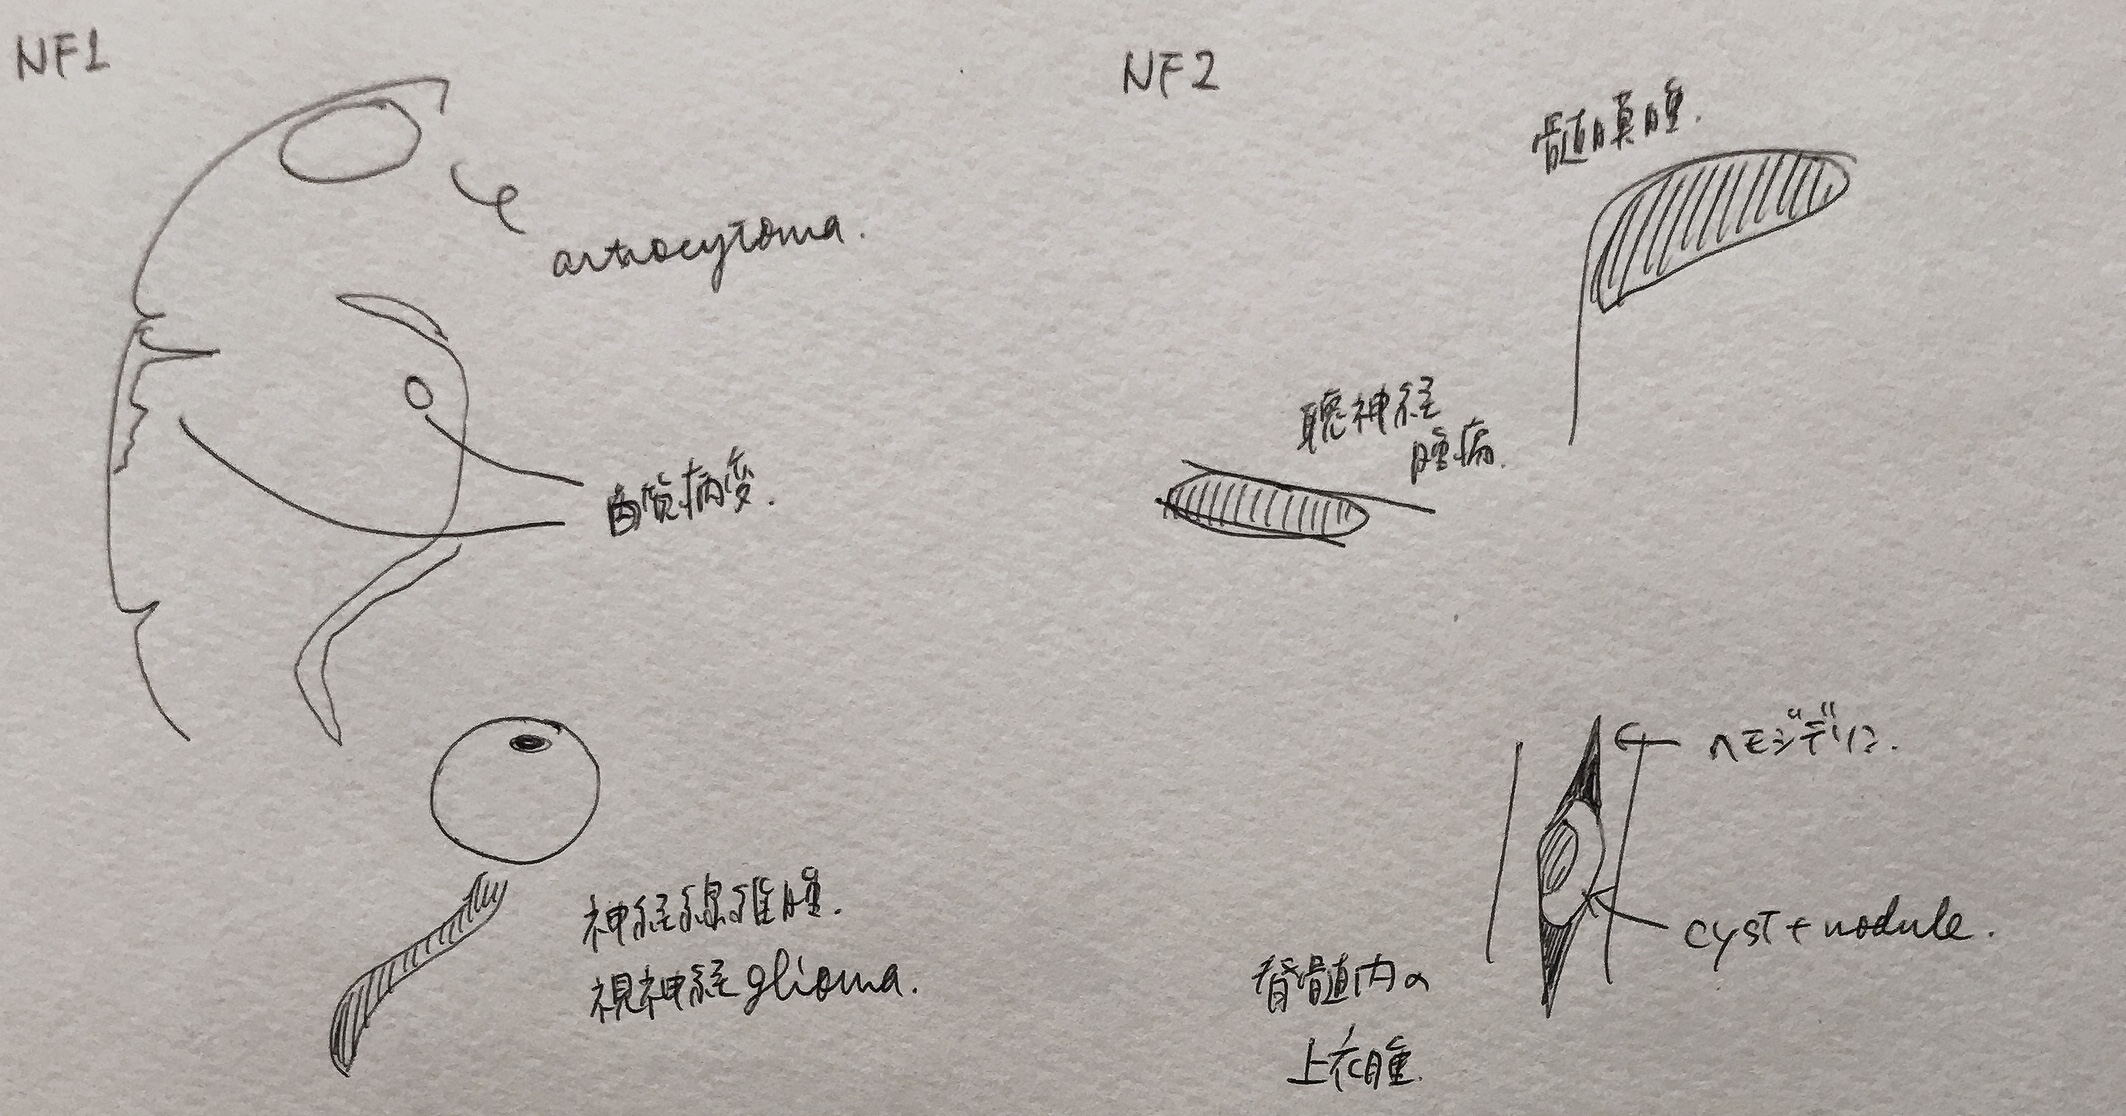 NF1
astrocytoma.
白質病変.
神経線維腫.
視神経glioma.
NF2
髄膜腫.
聴神経
腫瘍.
ヘモジデリン.
cyst + nodule.
脊髄内の
上衣腫.